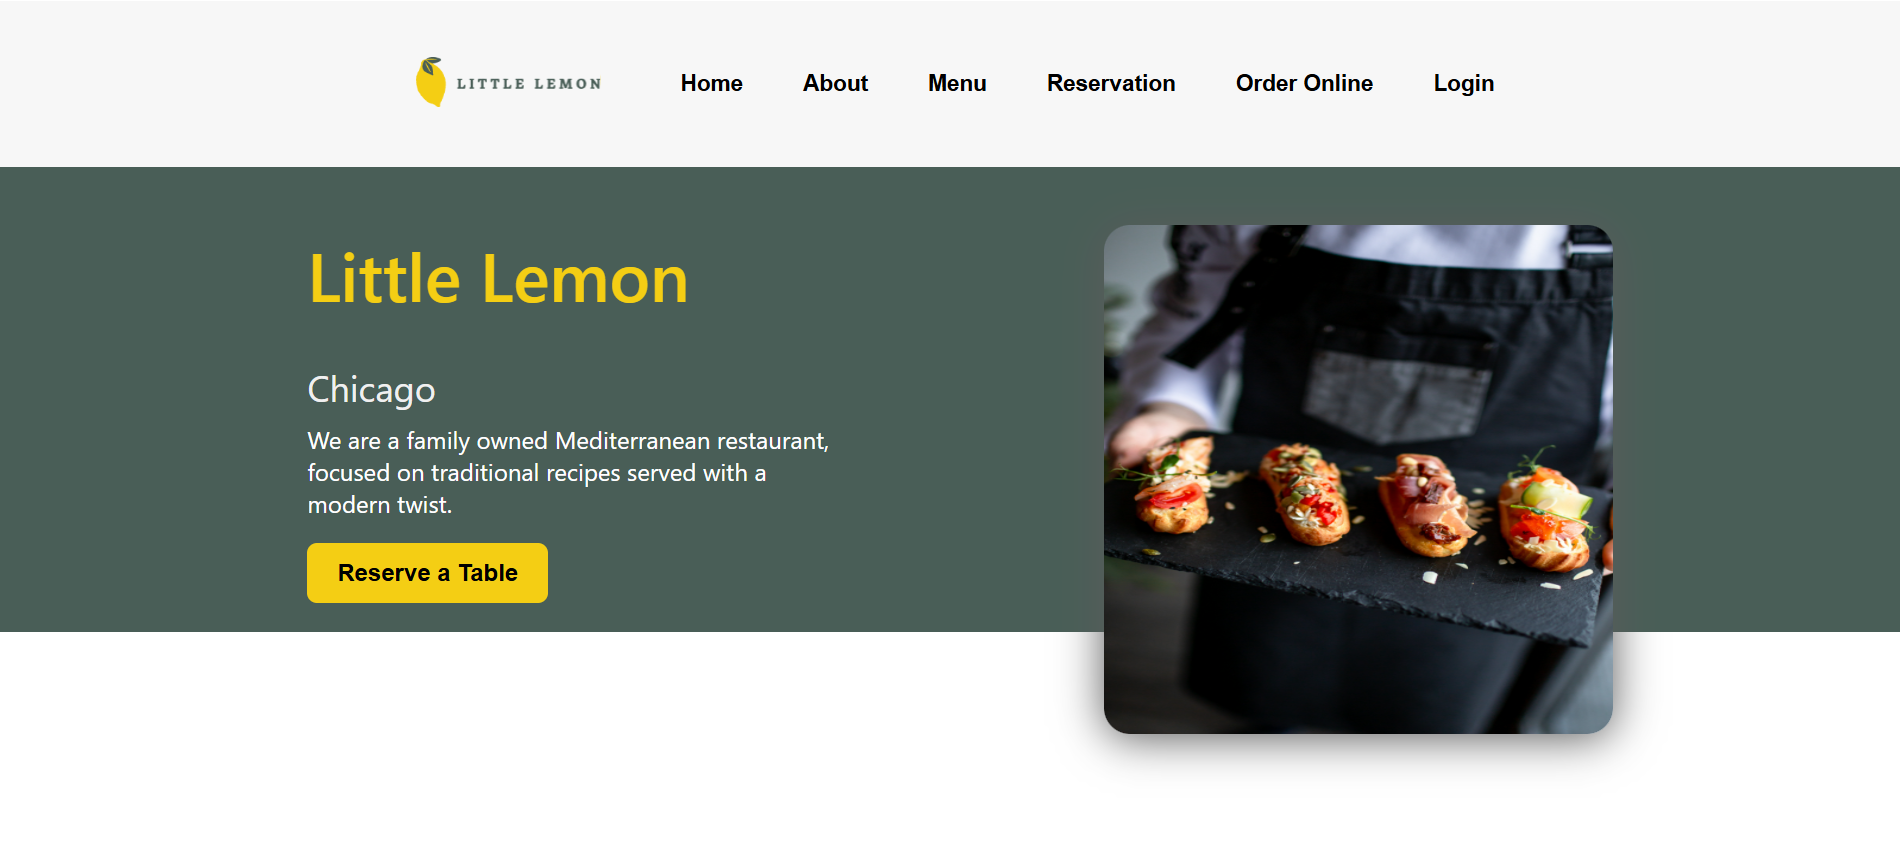 LITTLE LEMON
Home About Menu Reservation Order Online Login
Little Lemon
Chicago
We are a family owned Mediterranean restaurant,
focused on traditional recipes served with a
modern twist.
Reserve a Table